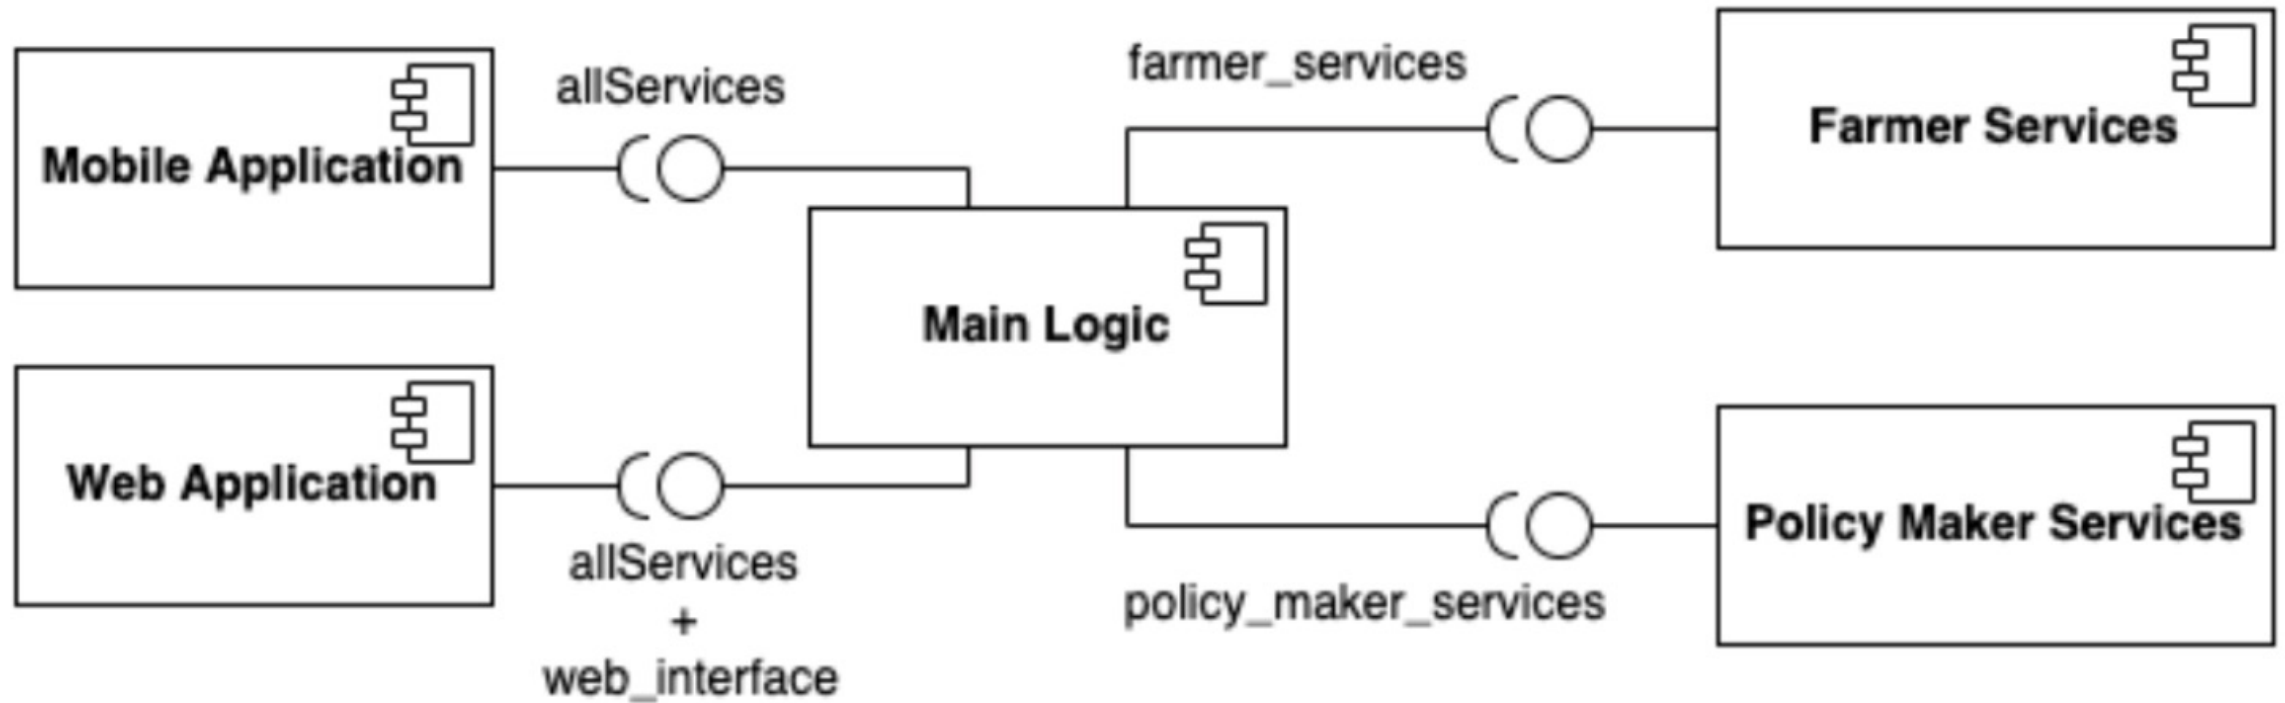 allServices
farmer_services
Mobile Application
Farmer Services
Main Logic
Web Application
allServices
+
web_interface
Policy Maker Services
policy_maker_services